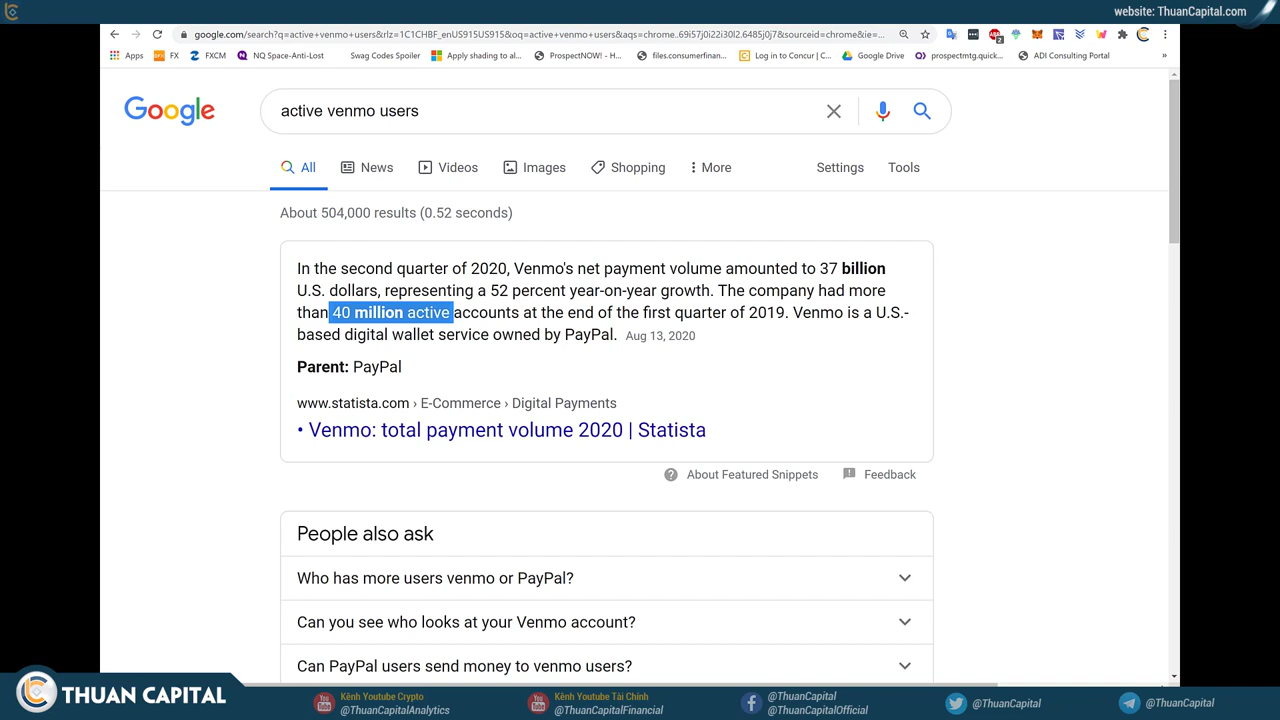 website: ThuanCapital.com
google.com/search?q=active+venmo+users&rlz=1C1CHBF_enUS915US915&oq=active+venmo+users&aqs=chrome..69i57j0i22i30l2.6485j0j7&sourceid=chrome&ie=...
Apps FX FXCM NQ Space-Anti-Lost Swag Codes Spoiler Apply shading to al... ProspectNOW! - H... files.consumerfinan... Log in to Concur | C... Google Drive prospectmtg.quick... ADI Consulting Portal »
Google
active venmo users
All News Videos Images Shopping More Settings Tools
About 504,000 results (0.52 seconds)
In the second quarter of 2020, Venmo's net payment volume amounted to 37 billion
U.S. dollars, representing a 52 percent year-on-year growth. The company had more
than 40 million active accounts at the end of the first quarter of 2019. Venmo is a U.S.-
based digital wallet service owned by PayPal. Aug 13, 2020
Parent: PayPal
www.statista.com › E-Commerce › Digital Payments
• Venmo: total payment volume 2020 | Statista
About Featured Snippets Feedback
People also ask
Who has more users venmo or PayPal?
Can you see who looks at your Venmo account?
Can PayPal users send money to venmo users?
THUAN CAPITAL
Kênh Youtube Crypto
@ThuanCapitalAnalytics
Kênh Youtube Tài Chính
@ThuanCapitalFinancial
@ThuanCapital
@ThuanCapitalOfficial
@ThuanCapital
@ThuanCapital